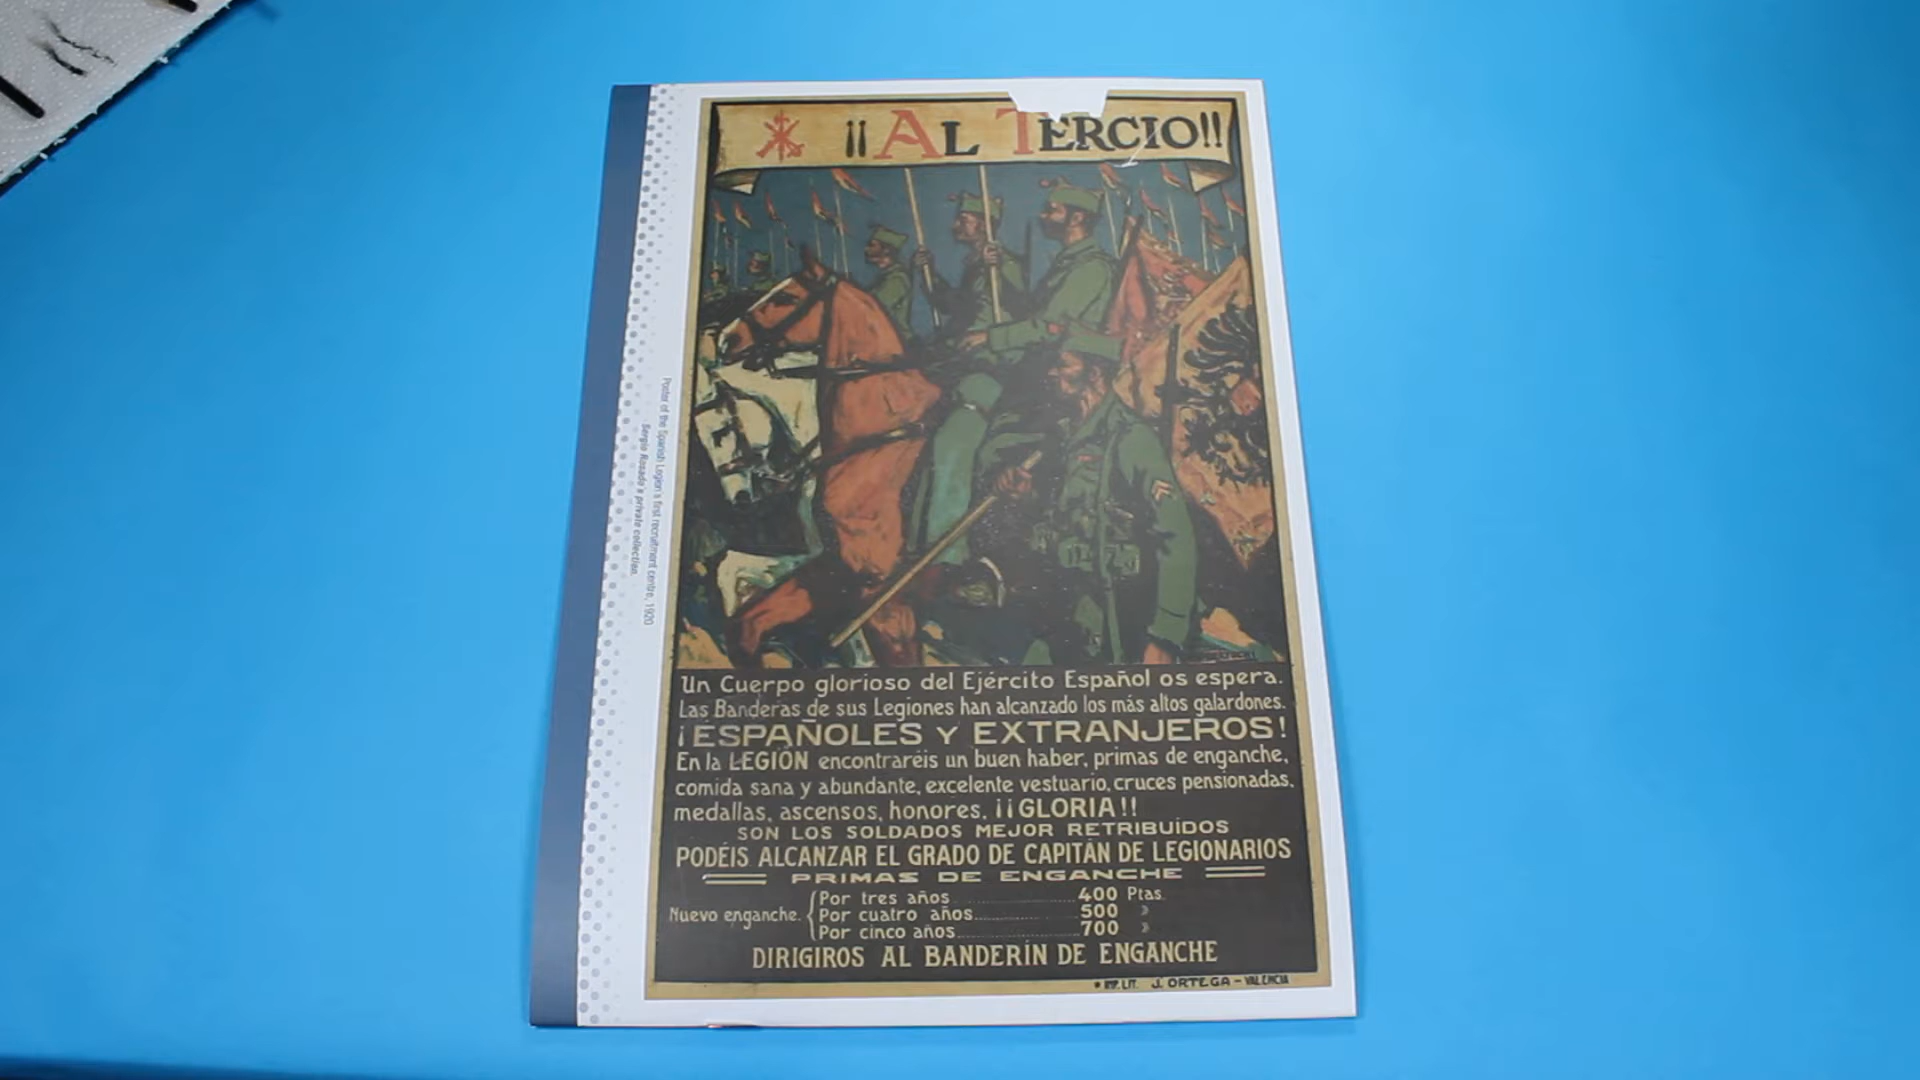 ¡¡AL TERCIO!!
Un Cuerpo glorioso del Ejército Español os espera.
Las Banderas de sus Legiones han alcanzado los más altos galardones.
¡ESPAÑOLES Y EXTRANJEROS!
En la LEGIÓN encontraréis un buen haber, primas de enganche,
comida sana y abundante, excelente vestuario, cruces pensionadas,
medallas, ascensos, honores, ¡¡GLORIA!!
SON LOS SOLDADOS MEJOR RETRIBUÍDOS
PODÉIS ALCANZAR EL GRADO DE CAPITÁN DE LEGIONARIOS
PRIMAS DE ENGANCHE
Nuevo enganche.
Por tres años 400 Ptas.
Por cuatro años 500 »
Por cinco años 700 »
DIRIGIROS AL BANDERÍN DE ENGANCHE
IMP. LIT. J. ORTEGA - VALENCIA
Poster of the Spanish Legion's first recruitment centre, 1920
Sergio Rosado's private collection.